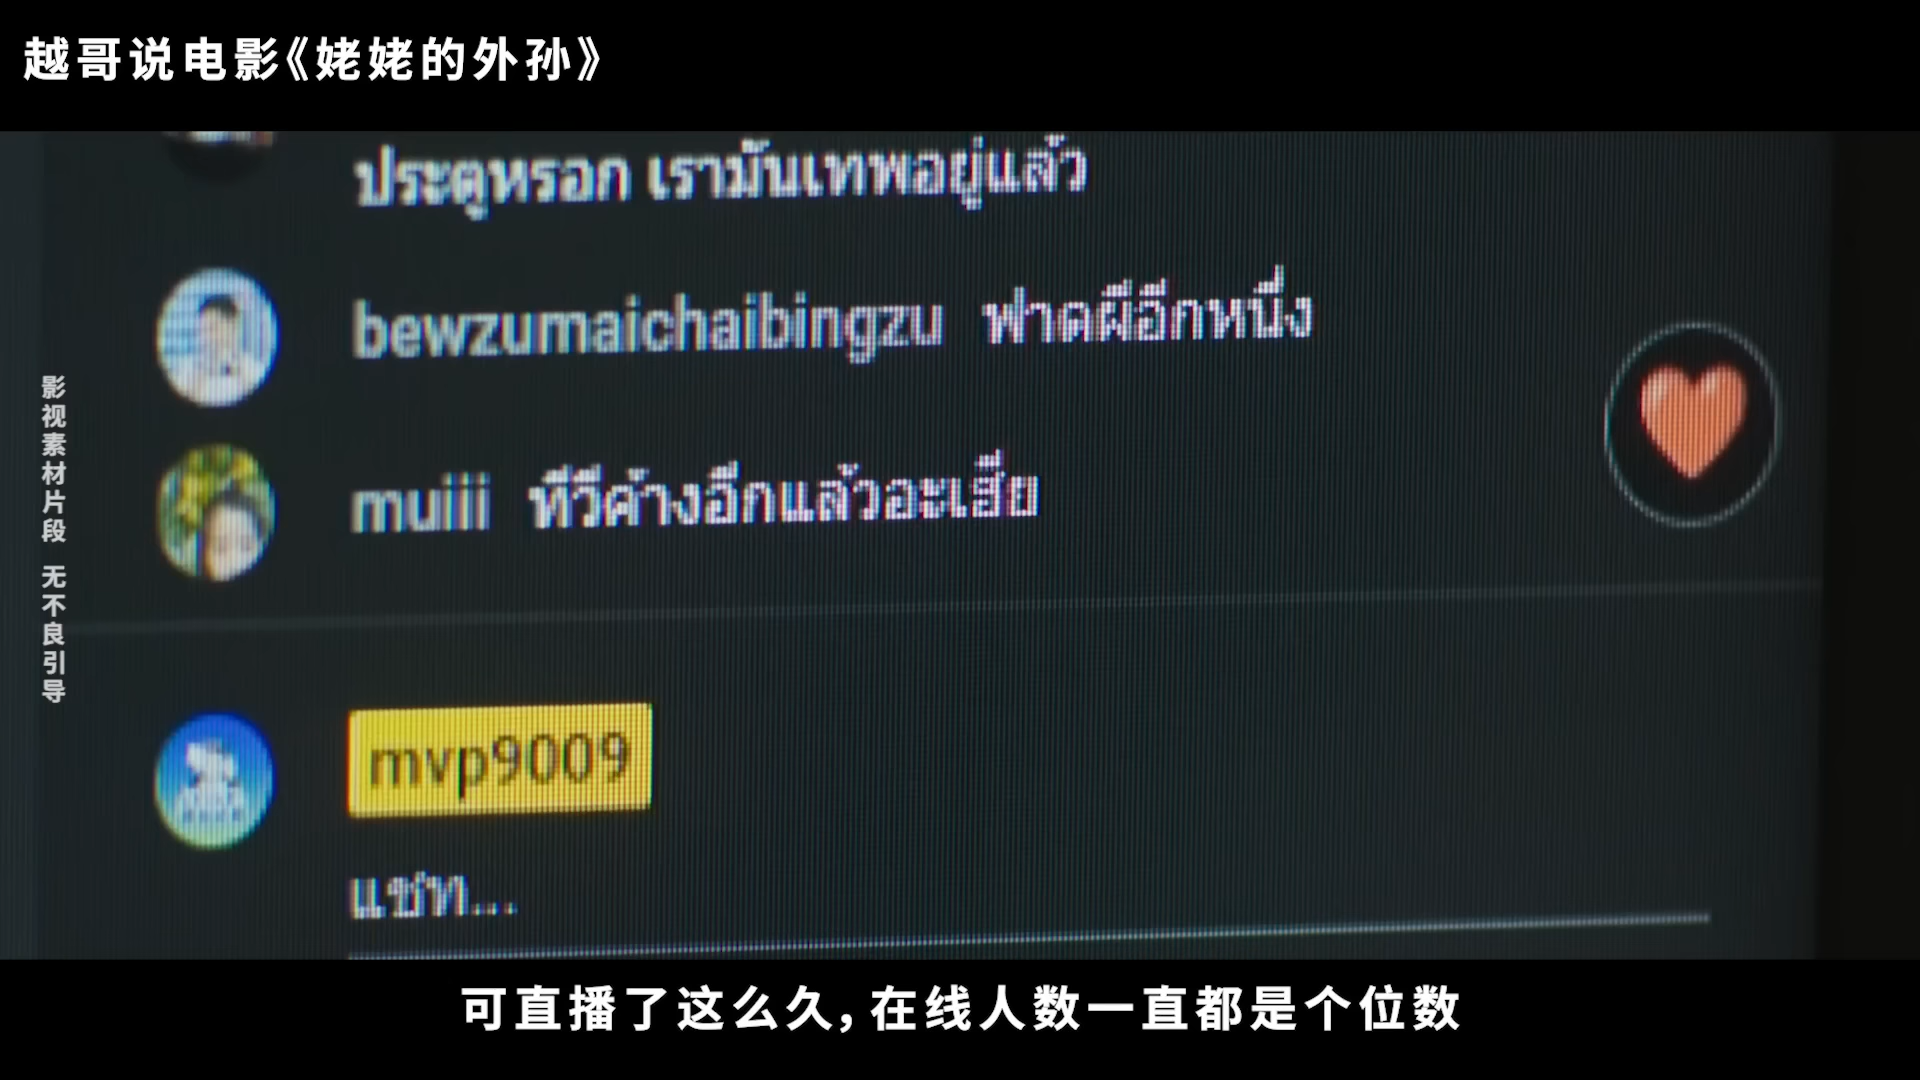 越哥说电影《姥姥的外孙》
ประตูหรอก เรามันเทพอยู่แล้ว
bewzumaichaibingzu ฟาดผีอีกหนึ่ง
muiii ทีวีค้างอีกแล้วอะเฮีย
影视素材片段 无不良引导
mvp9009
แชท...
可直播了这么久，在线人数一直都是个位数